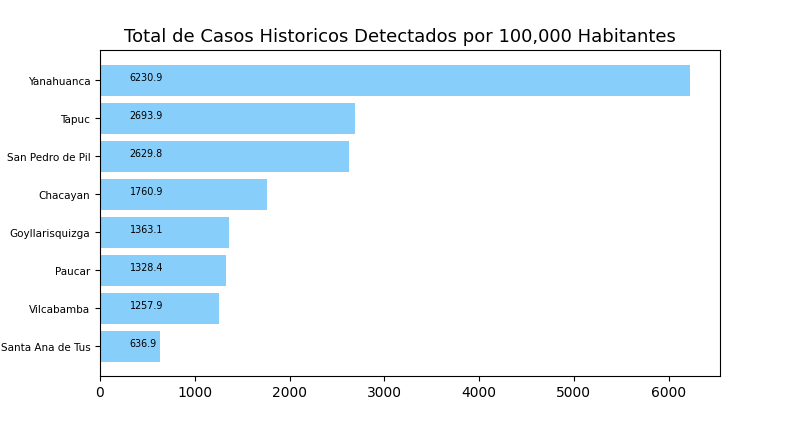 Total de Casos Historicos Detectados por 100,000 Habitantes
Yanahuanca 6230.9
Tapuc 2693.9
San Pedro de Pil 2629.8
Chacayan 1760.9
Goyllarisquizga 1363.1
Paucar 1328.4
Vilcabamba 1257.9
Santa Ana de Tus 636.9
0 1000 2000 3000 4000 5000 6000